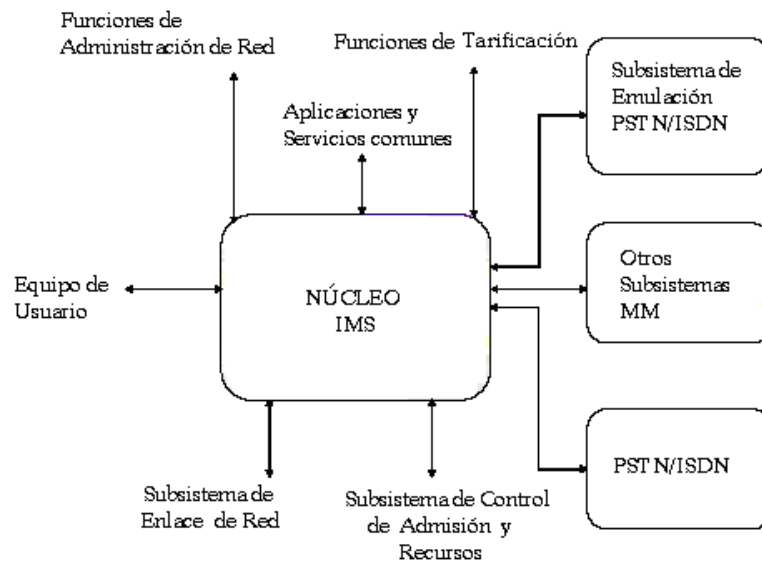 Funciones de
Administración de Red
Funciones de Tarificación
Aplicaciones y
Servicios comunes
Subsistema de
Emulación
PSTN/ISDN
Equipo de
Usuario
NÚCLEO
IMS
Otros
Subsistemas
MM
PSTN/ISDN
Subsistema de
Enlace de Red
Subsistema de Control
de Admisión y
Recursos